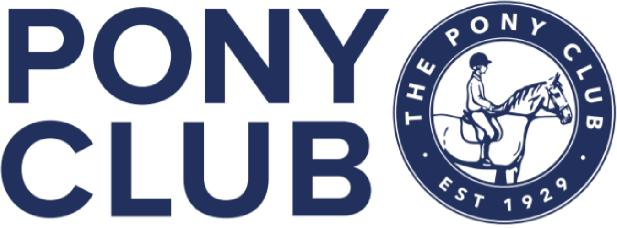 PONY
CLUB
THE PONY CLUB
· EST 1929 ·